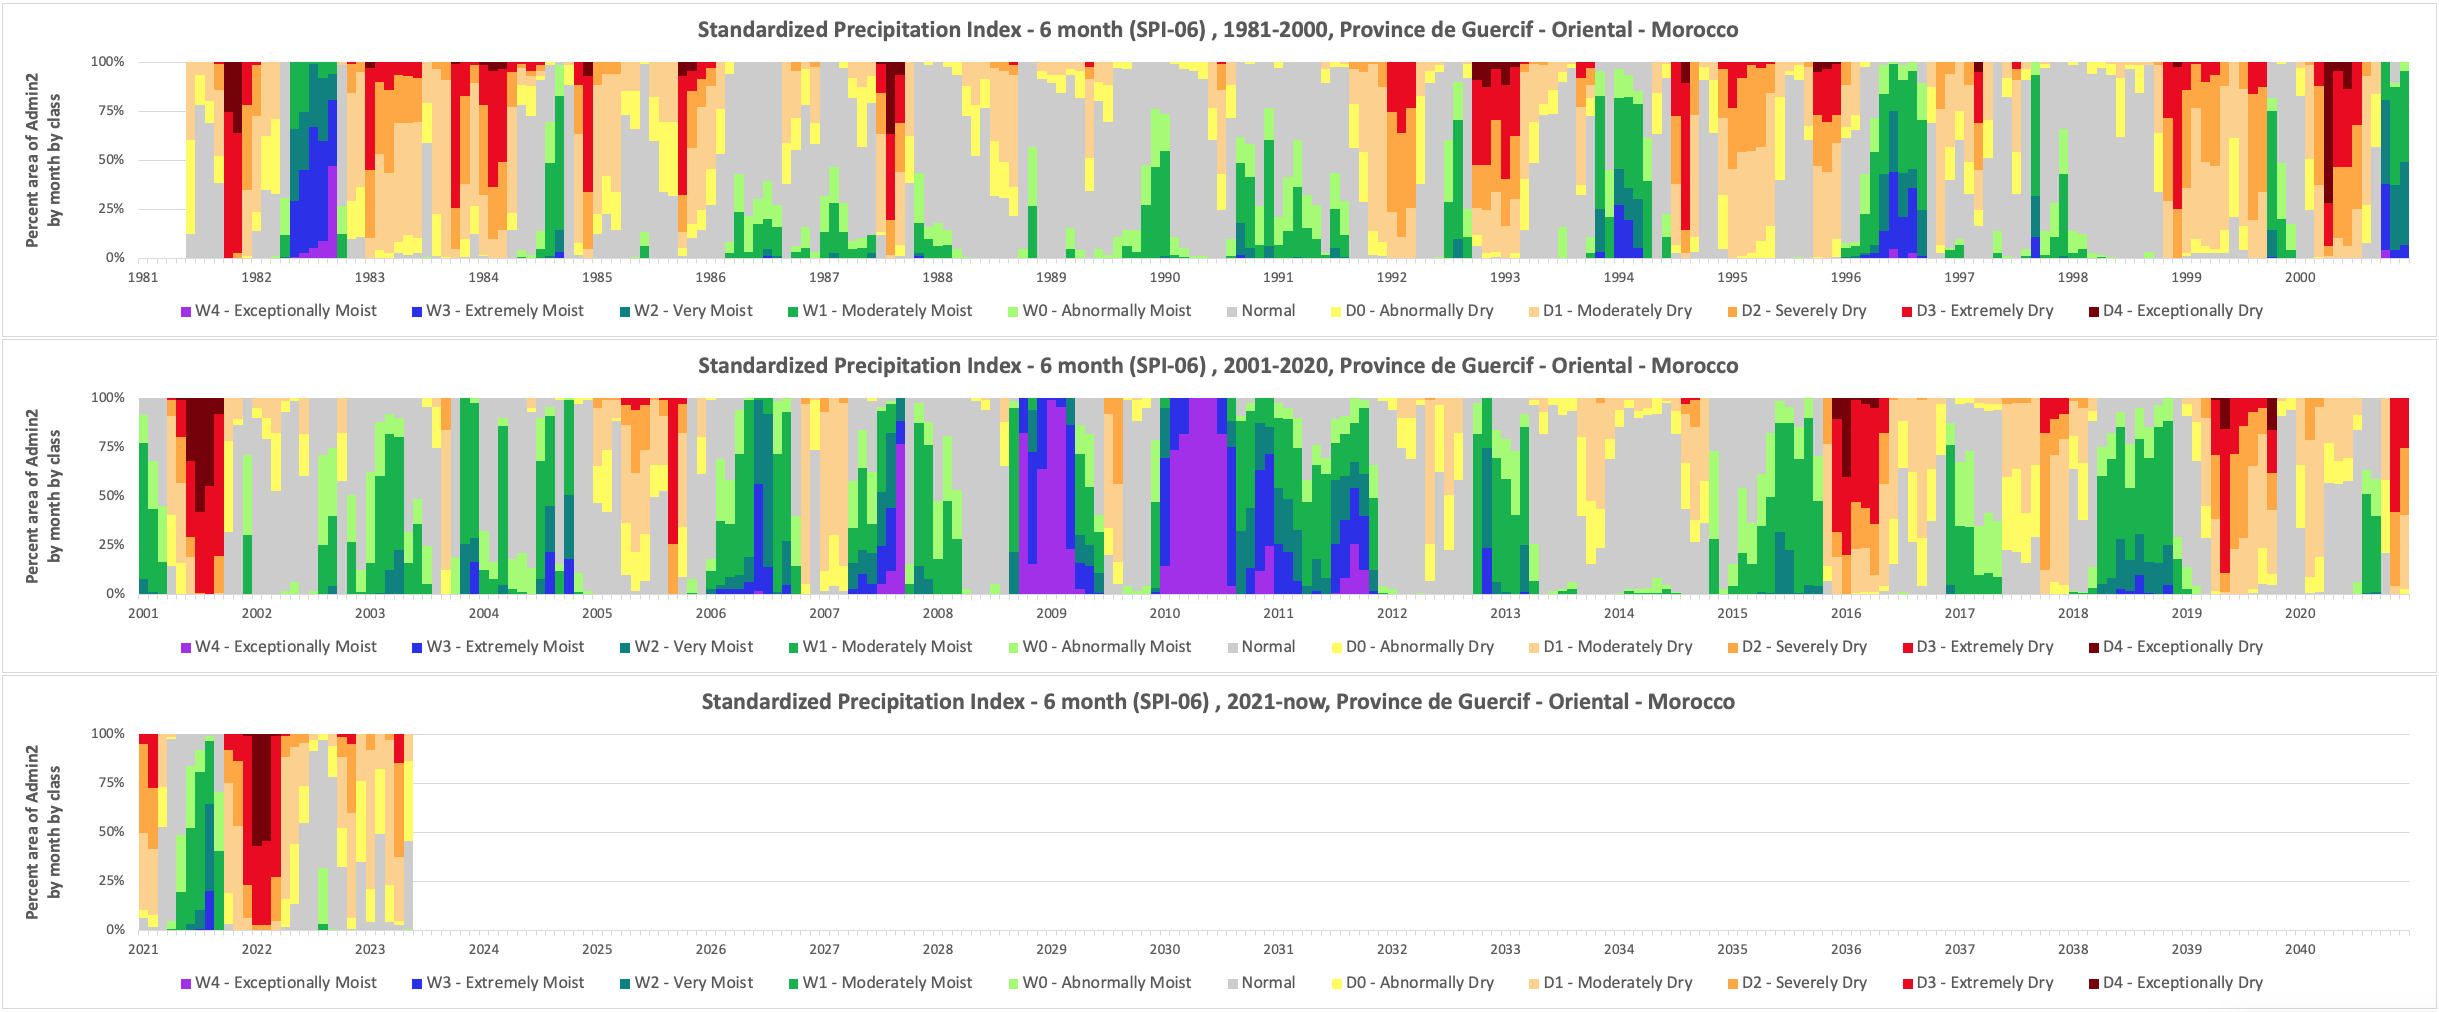 Standardized Precipitation Index - 6 month (SPI-06) , 1981-2000, Province de Guercif - Oriental - Morocco
Percent area of Admin2
by month by class
100%
75%
50%
25%
0%
1981 1982 1983 1984 1985 1986 1987 1988 1989 1990 1991 1992 1993 1994 1995 1996 1997 1998 1999 2000
W4 - Exceptionally Moist W3 - Extremely Moist W2 - Very Moist W1 - Moderately Moist W0 - Abnormally Moist Normal D0 - Abnormally Dry D1 - Moderately Dry D2 - Severely Dry D3 - Extremely Dry D4 - Exceptionally Dry
Standardized Precipitation Index - 6 month (SPI-06) , 2001-2020, Province de Guercif - Oriental - Morocco
Percent area of Admin2
by month by class
100%
75%
50%
25%
0%
2001 2002 2003 2004 2005 2006 2007 2008 2009 2010 2011 2012 2013 2014 2015 2016 2017 2018 2019 2020
W4 - Exceptionally Moist W3 - Extremely Moist W2 - Very Moist W1 - Moderately Moist W0 - Abnormally Moist Normal D0 - Abnormally Dry D1 - Moderately Dry D2 - Severely Dry D3 - Extremely Dry D4 - Exceptionally Dry
Standardized Precipitation Index - 6 month (SPI-06) , 2021-now, Province de Guercif - Oriental - Morocco
Percent area of Admin2
by month by class
100%
75%
50%
25%
0%
2021 2022 2023 2024 2025 2026 2027 2028 2029 2030 2031 2032 2033 2034 2035 2036 2037 2038 2039 2040
W4 - Exceptionally Moist W3 - Extremely Moist W2 - Very Moist W1 - Moderately Moist W0 - Abnormally Moist Normal D0 - Abnormally Dry D1 - Moderately Dry D2 - Severely Dry D3 - Extremely Dry D4 - Exceptionally Dry